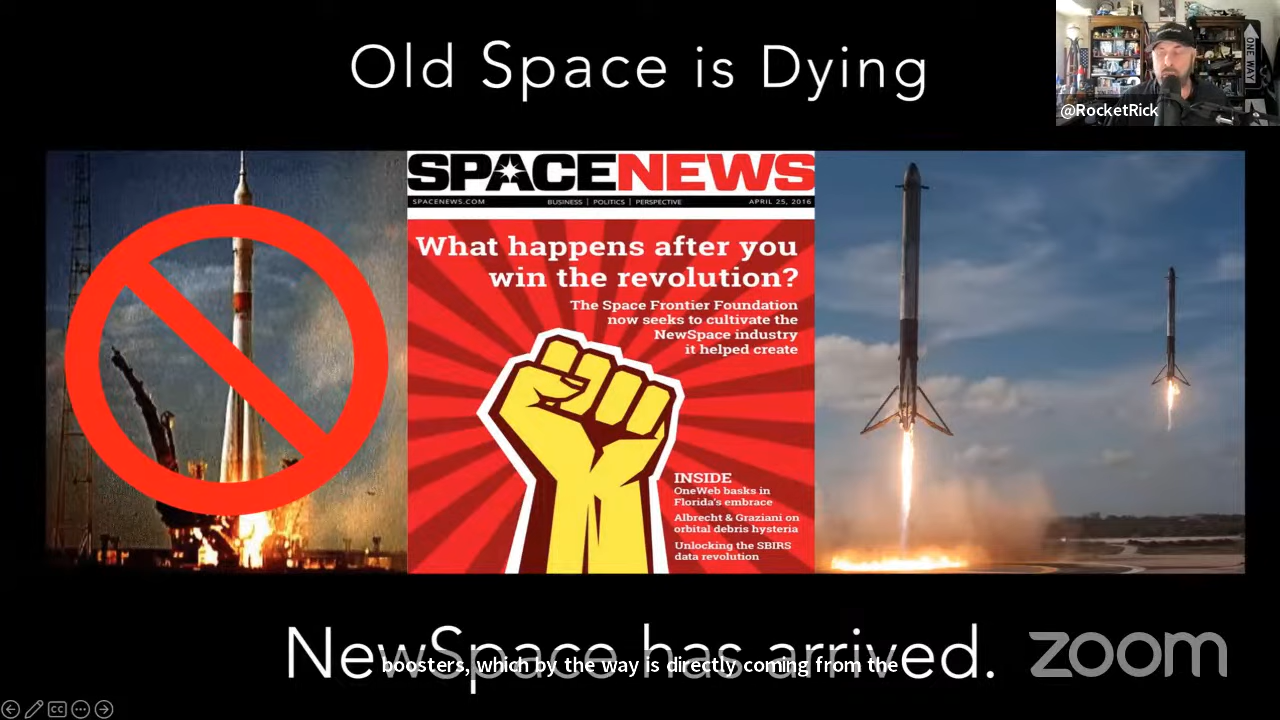 Old Space is Dying
@RocketRick
ONE WAY
SPACENEWS
SPACENEWS.COM BUSINESS | POLITICS | PERSPECTIVE APRIL 25, 2016
What happens after you
win the revolution?
The Space Frontier Foundation
now seeks to cultivate the
NewSpace industry
it helped create
INSIDE
OneWeb basks in
Florida's embrace
Albrecht & Graziani on
orbital debris hysteria
Unlocking the SBIRS
data revolution
NewSpace has arrived.
boosters, which by the way is directly coming from the
zoom
CC